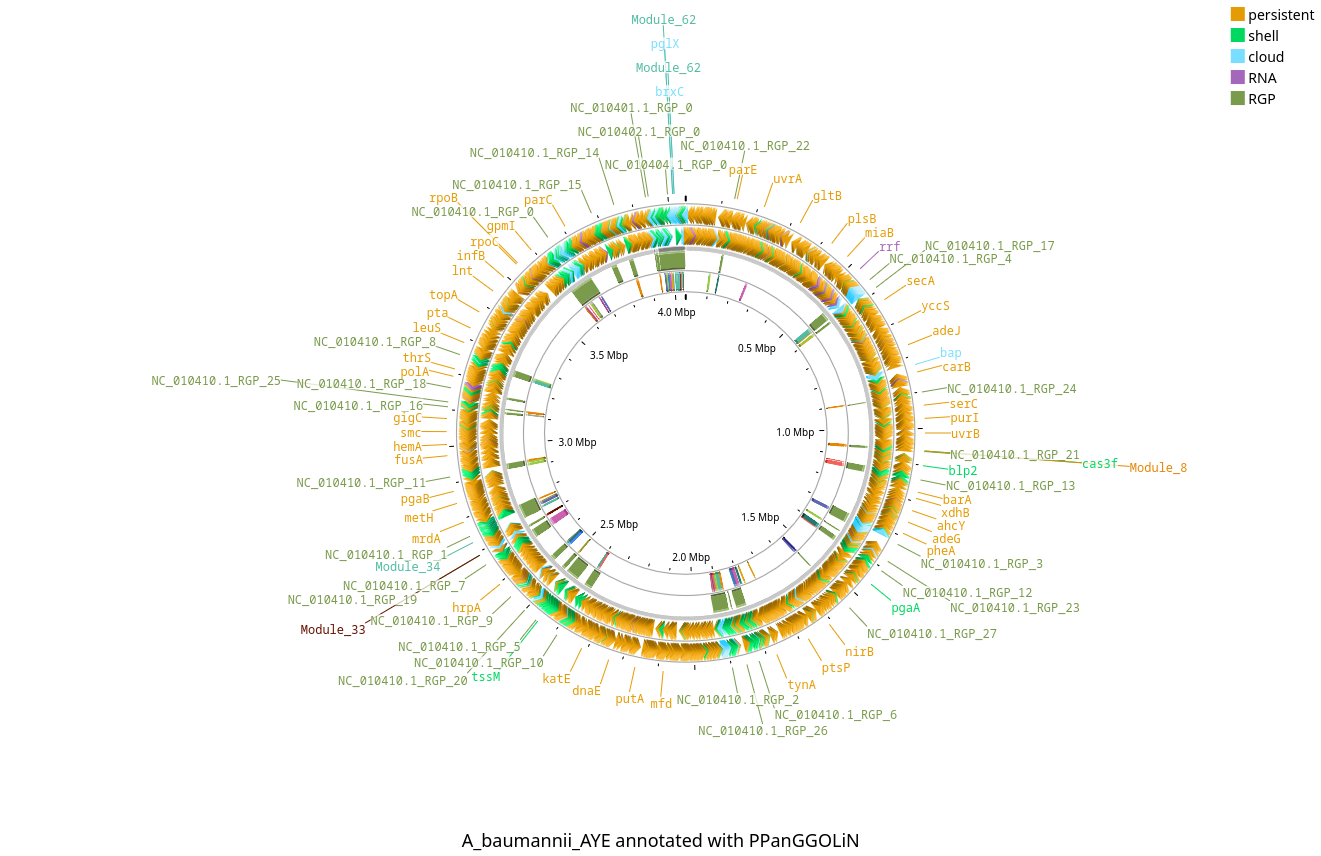 Module_62
pglX
Module_62
brxC
NC_010401.1_RGP_0
NC_010402.1_RGP_0
NC_010404.1_RGP_0
NC_010410.1_RGP_22
parE
uvrA
gltB
plsB
miaB
rrf
NC_010410.1_RGP_17
NC_010410.1_RGP_4
secA
yccS
adeJ
bap
carB
NC_010410.1_RGP_24
serC
purI
uvrB
NC_010410.1_RGP_21
cas3f
Module_8
blp2
NC_010410.1_RGP_13
barA
xdhB
ahcY
adeG
pheA
NC_010410.1_RGP_3
NC_010410.1_RGP_12
NC_010410.1_RGP_23
pgaA
NC_010410.1_RGP_27
nirB
ptsP
tynA
NC_010410.1_RGP_6
NC_010410.1_RGP_26
NC_010410.1_RGP_2
mfd
putA
dnaE
katE
NC_010410.1_RGP_10
tssM
NC_010410.1_RGP_20
NC_010410.1_RGP_5
NC_010410.1_RGP_9
hrpA
Module_33
NC_010410.1_RGP_19
NC_010410.1_RGP_7
Module_34
NC_010410.1_RGP_1
mrdA
metH
pgaB
NC_010410.1_RGP_11
fusA
hemA
smc
gigC
NC_010410.1_RGP_16
NC_010410.1_RGP_25
NC_010410.1_RGP_18
polA
thrS
NC_010410.1_RGP_8
leuS
pta
topA
lnt
infB
rpoC
gpmI
rpoB
NC_010410.1_RGP_0
parC
NC_010410.1_RGP_15
NC_010410.1_RGP_14
4.0 Mbp
0.5 Mbp
1.0 Mbp
1.5 Mbp
2.0 Mbp
2.5 Mbp
3.0 Mbp
3.5 Mbp
persistent
shell
cloud
RNA
RGP
A_baumannii_AYE annotated with PPanGGOLiN